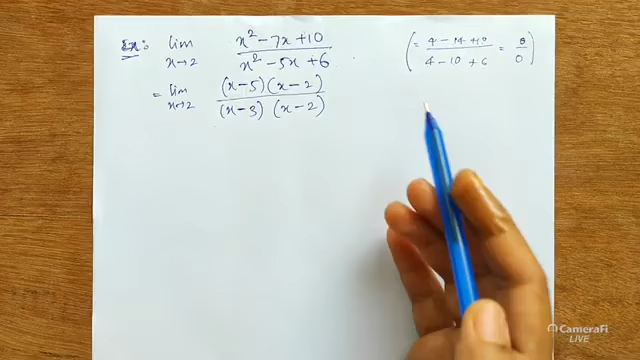 Ex: lim x→2 x² - 7x + 10 / x² - 5x + 6 (= 4 - 14 + 10 / 4 - 10 + 6 = 0 / 0)
= lim x→2 (x - 5) (x - 2) / (x - 3) (x - 2)
CameraFi
LIVE